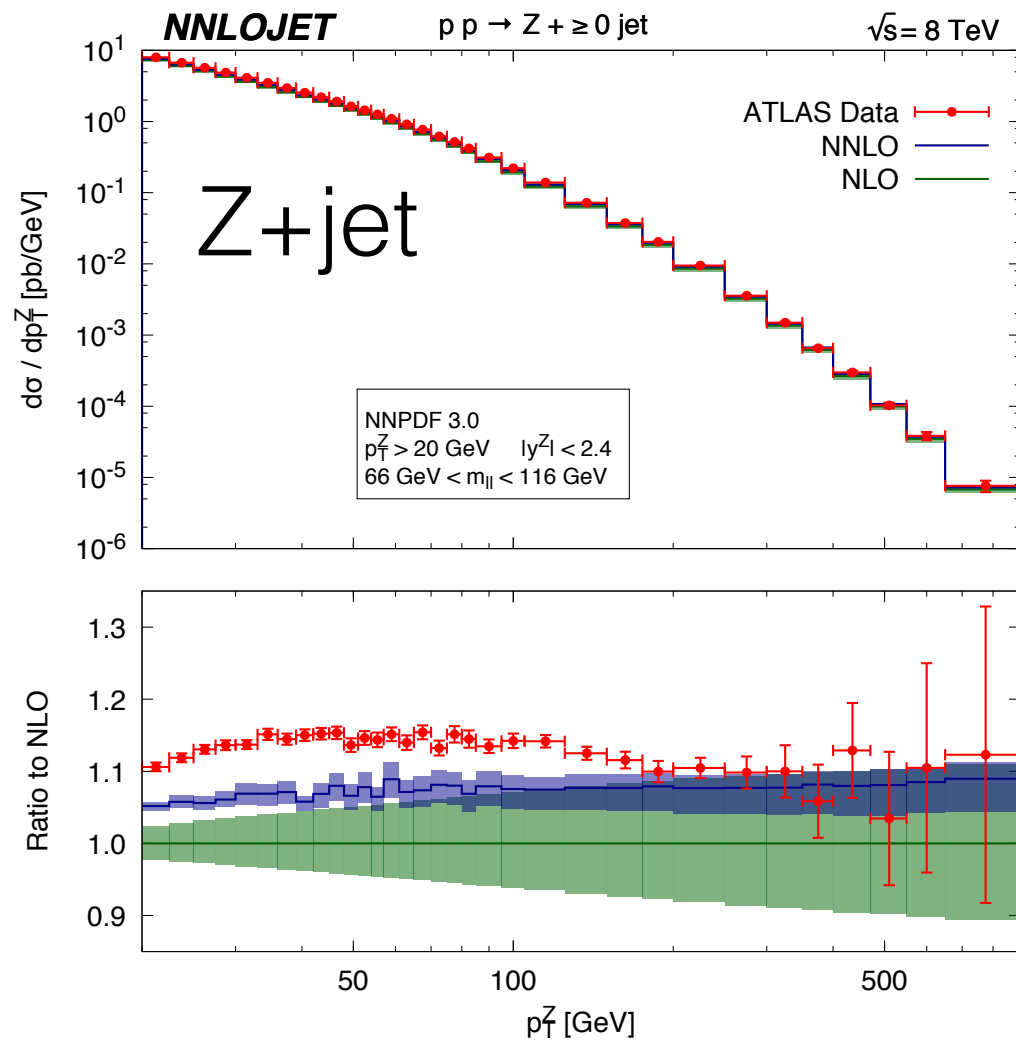 NNLOJET p p → Z + ≥ 0 jet √s = 8 TeV
10^1
10^0
10^-1
10^-2
10^-3
10^-4
10^-5
10^-6
dσ / dp_T^Z [pb/GeV]
ATLAS Data
NNLO
NLO
Z+jet
NNPDF 3.0
p_T^Z > 20 GeV |y^Z| < 2.4
66 GeV < m_ll < 116 GeV
1.3
1.2
1.1
1.0
0.9
Ratio to NLO
50 100 500
p_T^Z [GeV]